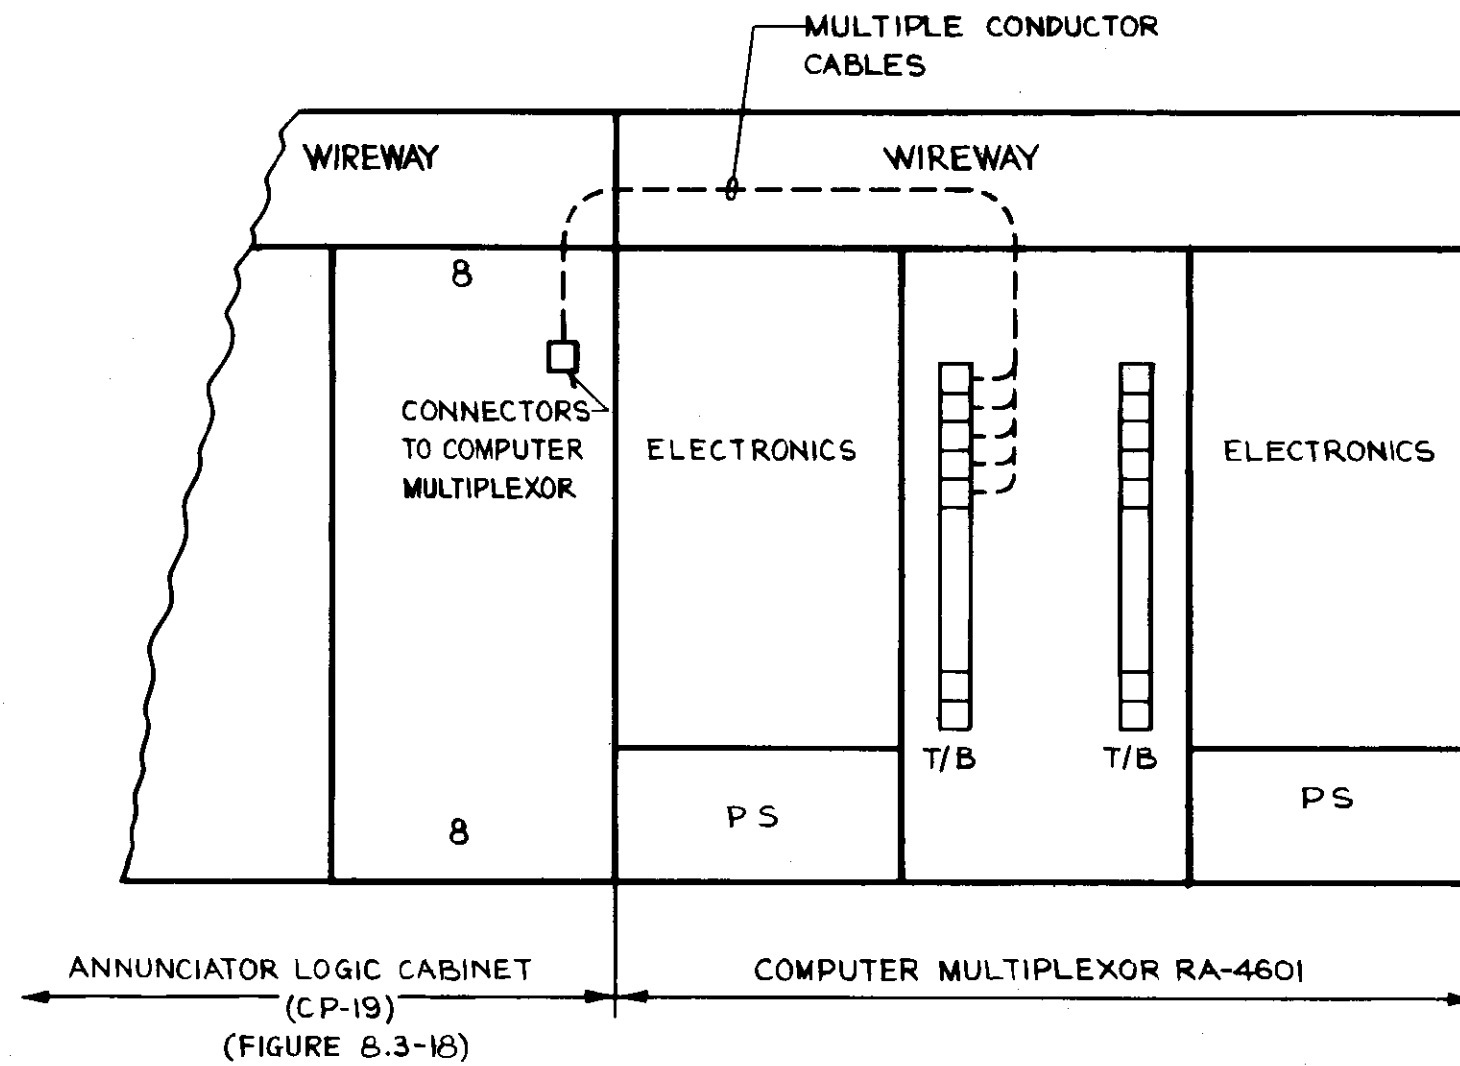 MULTIPLE CONDUCTOR
CABLES
WIREWAY
WIREWAY
8
CONNECTORS
TO COMPUTER
MULTIPLEXOR
ELECTRONICS
ELECTRONICS
T/B
T/B
PS
PS
8
ANNUNCIATOR LOGIC CABINET
(CP-19)
(FIGURE 8.3-18)
COMPUTER MULTIPLEXOR RA-4601